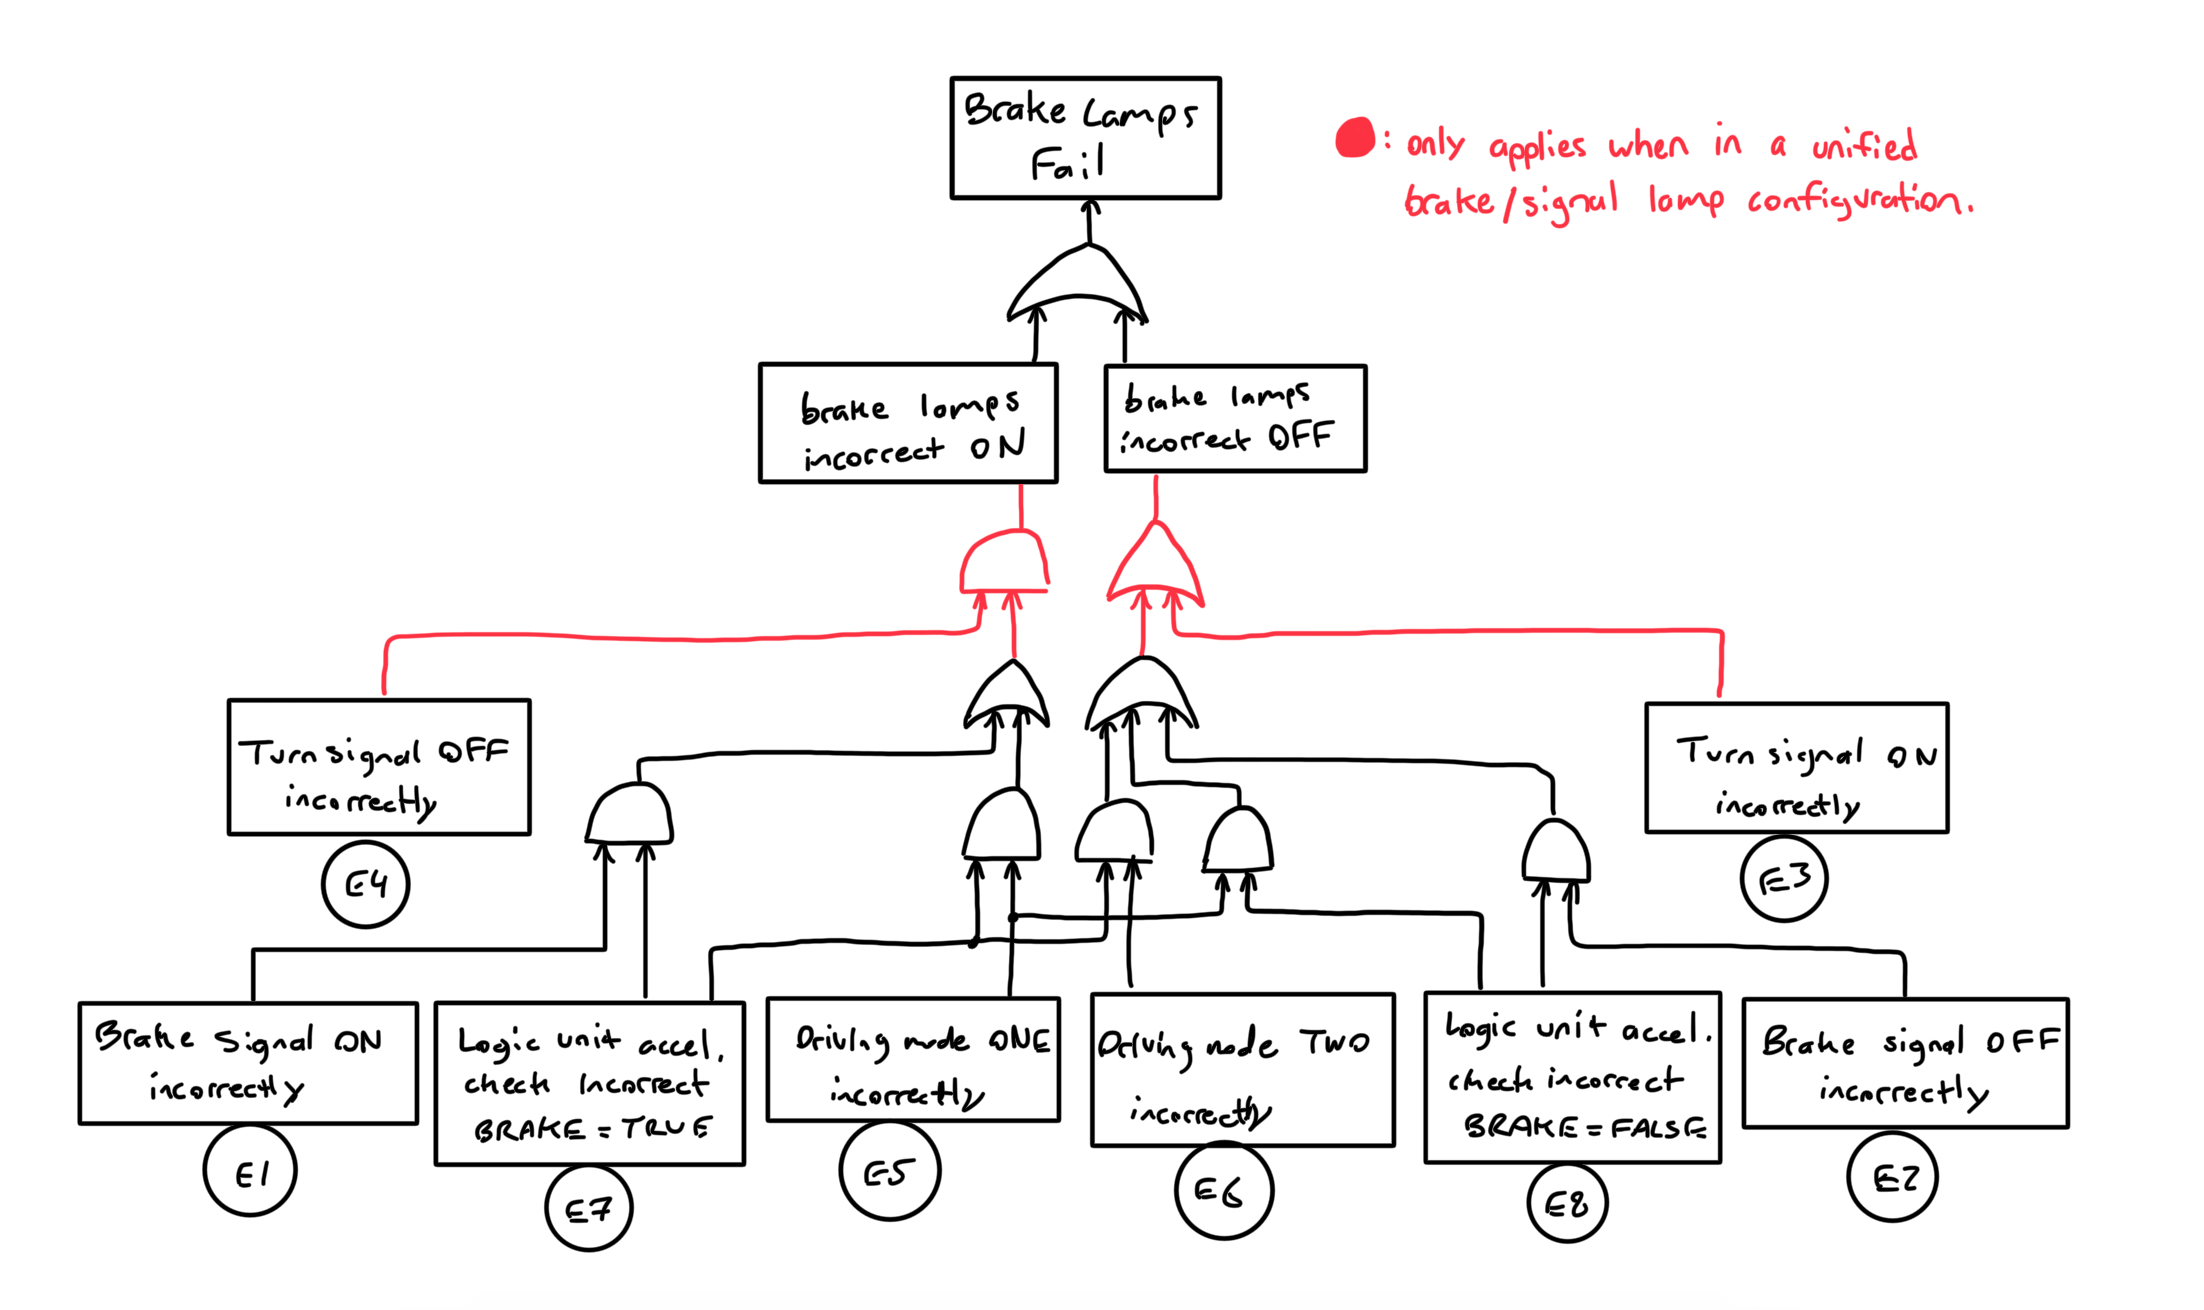 Brake Lamps
Fail
: only applies when in a unified
brake/signal lamp configuration.
brake lamps
incorrect ON
brake lamps
incorrect OFF
Turn signal OFF
incorrectly
E4
Turn signal ON
incorrectly
E3
Brake Signal ON
incorrectly
E1
Logic unit accel.
check incorrect
BRAKE = TRUE
E7
Driving mode ONE
incorrectly
E5
Driving mode TWO
incorrectly
E6
Logic unit accel.
check incorrect
BRAKE = FALSE
E8
Brake signal OFF
incorrectly
E2